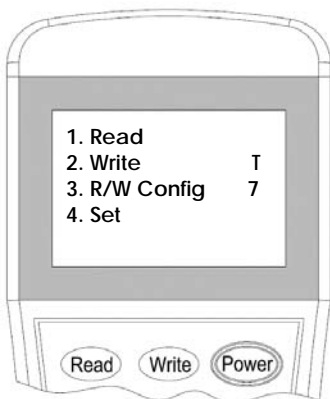 1. Read
2. Write T
3. R/W Config 7
4. Set
Read Write Power